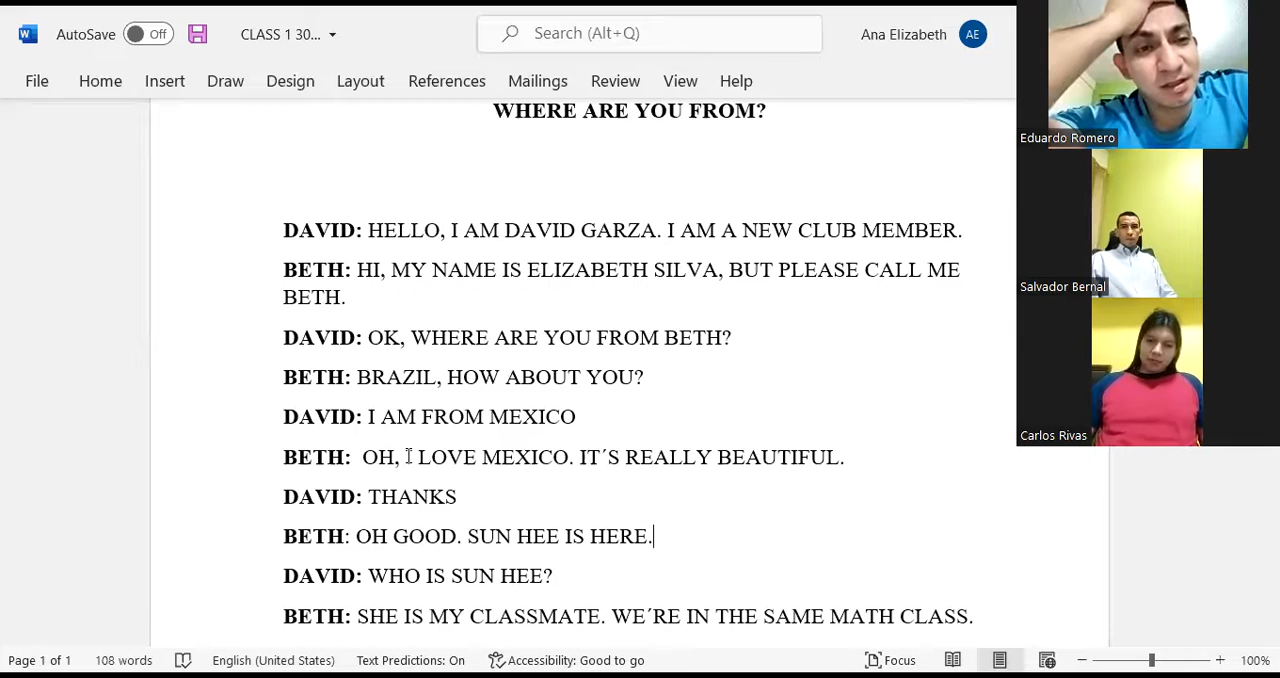 AutoSave Off CLASS 1 30... Search (Alt+Q) Ana Elizabeth AE
File Home Insert Draw Design Layout References Mailings Review View Help
WHERE ARE YOU FROM?
DAVID: HELLO, I AM DAVID GARZA. I AM A NEW CLUB MEMBER.
BETH: HI, MY NAME IS ELIZABETH SILVA, BUT PLEASE CALL ME
BETH.
DAVID: OK, WHERE ARE YOU FROM BETH?
BETH: BRAZIL, HOW ABOUT YOU?
DAVID: I AM FROM MEXICO
BETH: OH, I LOVE MEXICO. IT´S REALLY BEAUTIFUL.
DAVID: THANKS
BETH: OH GOOD. SUN HEE IS HERE.
DAVID: WHO IS SUN HEE?
BETH: SHE IS MY CLASSMATE. WE´RE IN THE SAME MATH CLASS.
Page 1 of 1 108 words English (United States) Text Predictions: On Accessibility: Good to go Focus 100%
Eduardo Romero
Salvador Bernal
Carlos Rivas